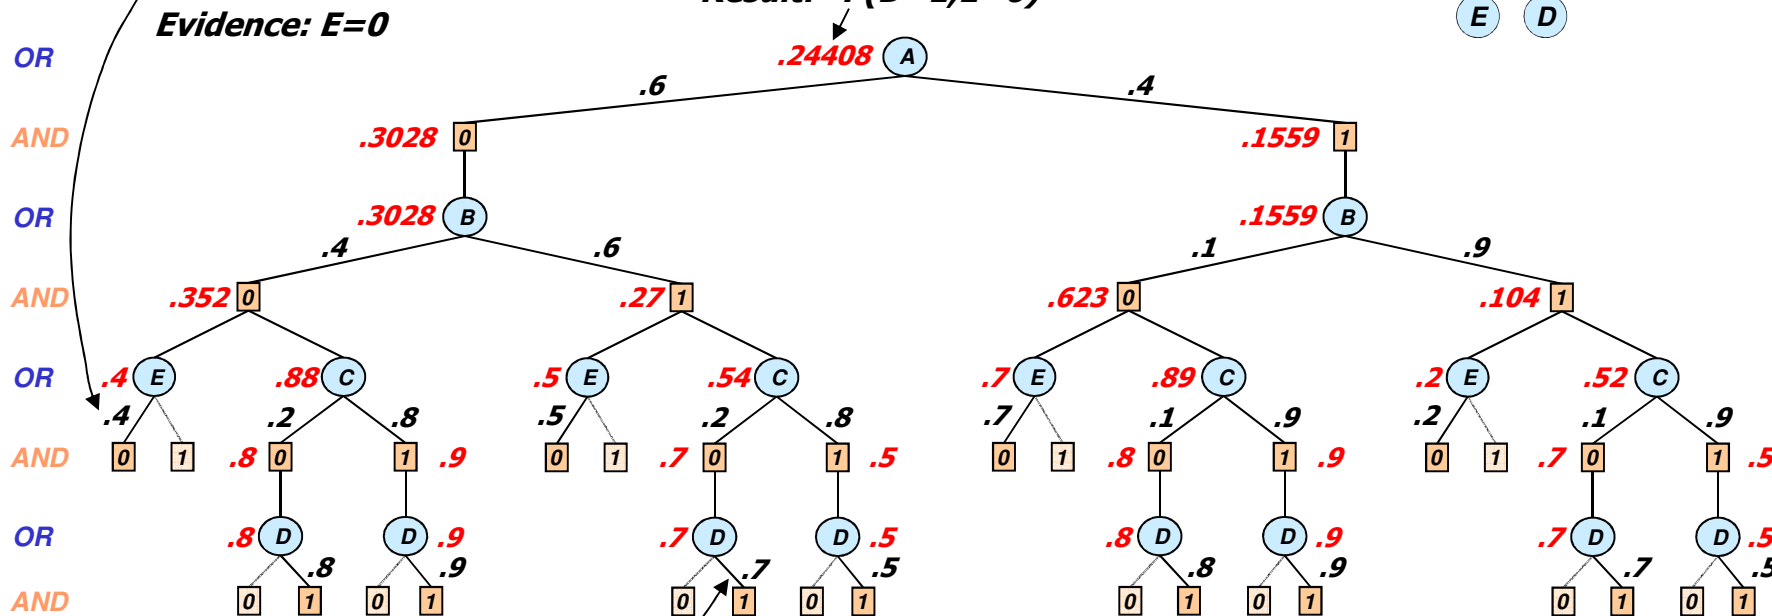 Evidence: E=0
E D
OR .24408 A
.6 .4
AND .3028 0 .1559 1
OR .3028 B .1559 B
.4 .6 .1 .9
AND .352 0 .27 1 .623 0 .104 1
OR .4 E .88 C .5 E .54 C .7 E .89 C .2 E .52 C
.4 .2 .8 .5 .2 .8 .7 .1 .9 .2 .1 .9
AND 0 1 .8 0 1 .9 0 1 .7 0 1 .5 0 1 .8 0 1 .9 0 1 .7 0 1 .5
OR .8 D D .9 .7 D D .5 .8 D D .9 .7 D D .5
.8 .9 .7 .5 .8 .9 .7 .5
AND 0 1 0 1 0 1 0 1 0 1 0 1 0 1 0 1